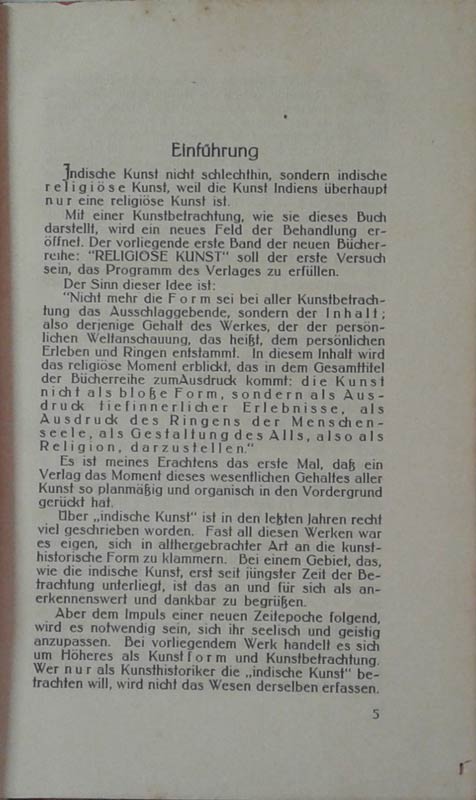 Einführung
Indische Kunst nicht schlechthin, sondern indische
religiöse Kunst, weil die Kunst Indiens überhaupt
nur eine religiöse Kunst ist.
Mit einer Kunstbetrachtung, wie sie dieses Buch
darstellt, wird ein neues Feld der Behandlung er-
öffnet. Der vorliegende erste Band der neuen Bücher-
reihe: "RELIGIÖSE KUNST" soll der erste Versuch
sein, das Programm des Verlages zu erfüllen.
Der Sinn dieser Idee ist:
"Nicht mehr die Form sei bei aller Kunstbetrach-
tung das Ausschlaggebende, sondern der Inhalt;
also derjenige Gehalt des Werkes, der der persön-
lichen Weltanschauung, das heißt, dem persönlichen
Erleben und Ringen entstammt. In diesem Inhalt wird
das religiöse Moment erblickt, das in dem Gesamttitel
der Bücherreihe zumAusdruck kommt: die Kunst
nicht als bloße Form, sondern als Aus-
druck tiefinnerlicher Erlebnisse, als
Ausdruck des Ringens der Menschen-
seele, als Gestaltung des Alls, also als
Religion, darzustellen."
Es ist meines Erachtens das erste Mal, daß ein
Verlag das Moment dieses wesentlichen Gehaltes aller
Kunst so planmäßig und organisch in den Vordergrund
gerückt hat.
Über „indische Kunst" ist in den letzten Jahren recht
viel geschrieben worden. Fast all diesen Werken war
es eigen, sich in althergebrachter Art an die kunst-
historische Form zu klammern. Bei einem Gebiet, das,
wie die indische Kunst, erst seit jüngster Zeit der Be-
trachtung unterliegt, ist das an und für sich als an-
erkennenswert und dankbar zu begrüßen.
Aber dem Impuls einer neuen Zeitepoche folgend,
wird es notwendig sein, sich ihr seelisch und geistig
anzupassen. Bei vorliegendem Werk handelt es sich
um Höheres als Kunstform und Kunstbetrachtung.
Wer nur als Kunsthistoriker die „indische Kunst" be-
trachten will, wird nicht das Wesen derselben erfassen.
5